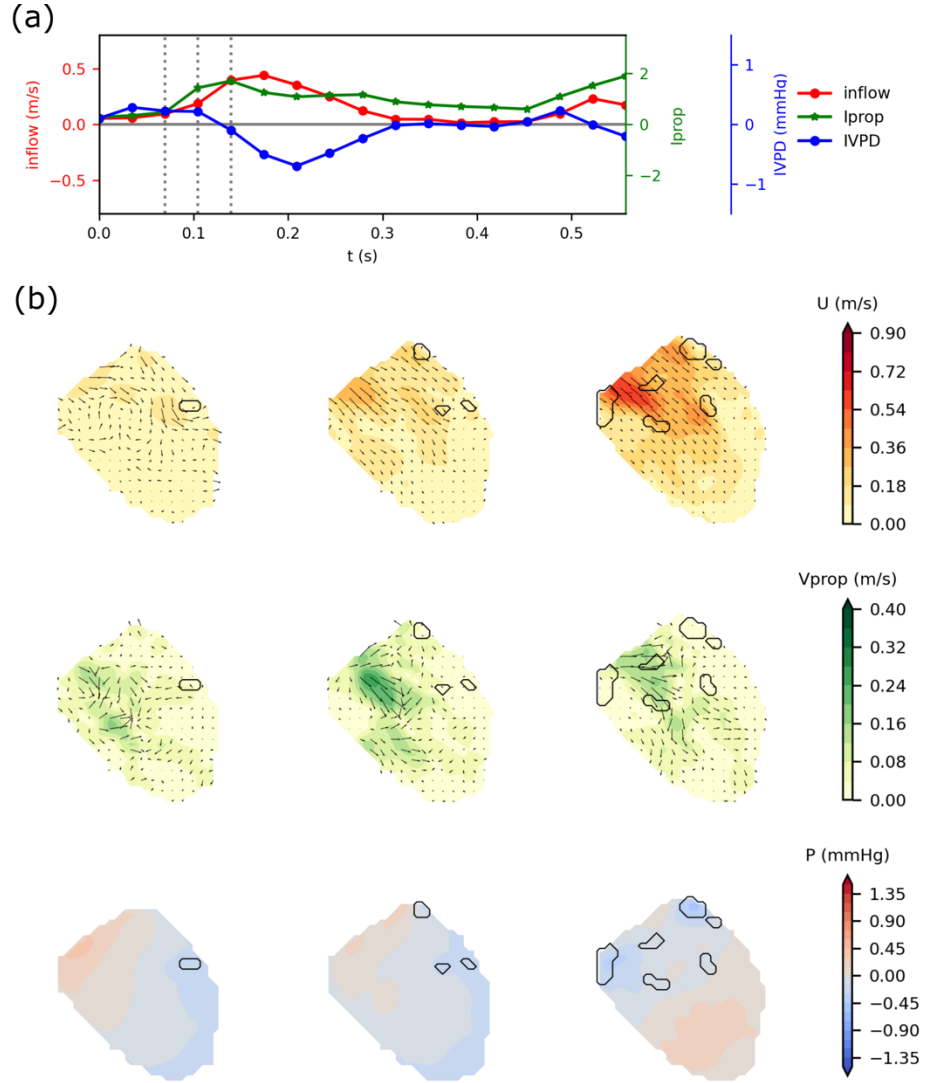 (a)
inflow (m/s)
0.5
0.0
−0.5
0.0 0.1 0.2 0.3 0.4 0.5
t (s)
2
0
−2
Iprop
1
0
−1
IVPD (mmHg)
inflow
Iprop
IVPD
(b)
U (m/s)
0.90
0.72
0.54
0.36
0.18
0.00
Vprop (m/s)
0.40
0.32
0.24
0.16
0.08
0.00
P (mmHg)
1.35
0.90
0.45
0.00
−0.45
−0.90
−1.35